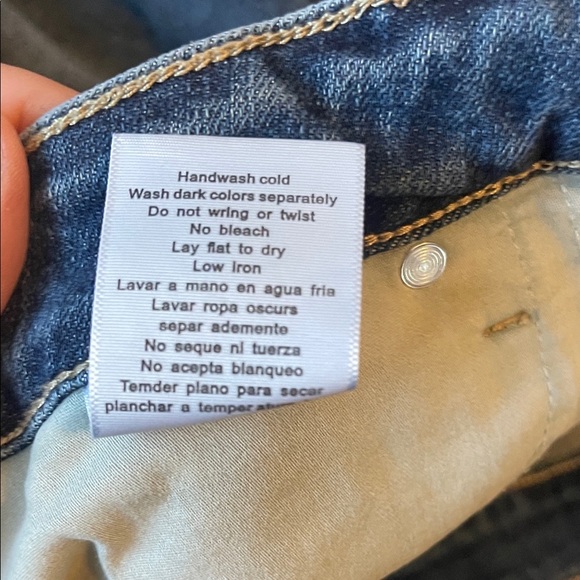 Handwash cold
Wash dark colors separately
Do not wring or twist
No bleach
Lay flat to dry
Low iron
Lavar a mano en agua fria
Lavar ropa oscurs
separ ademente
No seque ni tuerza
No acepta blanqueo
Temder plano para secar
planchar a temper